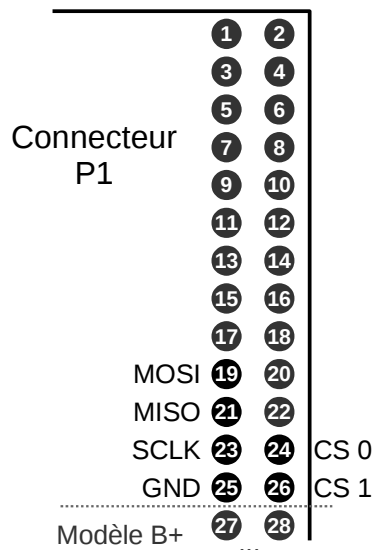 1 2
3 4
5 6
Connecteur 7 8
P1
9 10
11 12
13 14
15 16
17 18
MOSI 19 20
MISO 21 22
SCLK 23 24 CS 0
GND 25 26 CS 1
Modèle B+ 27 28
...